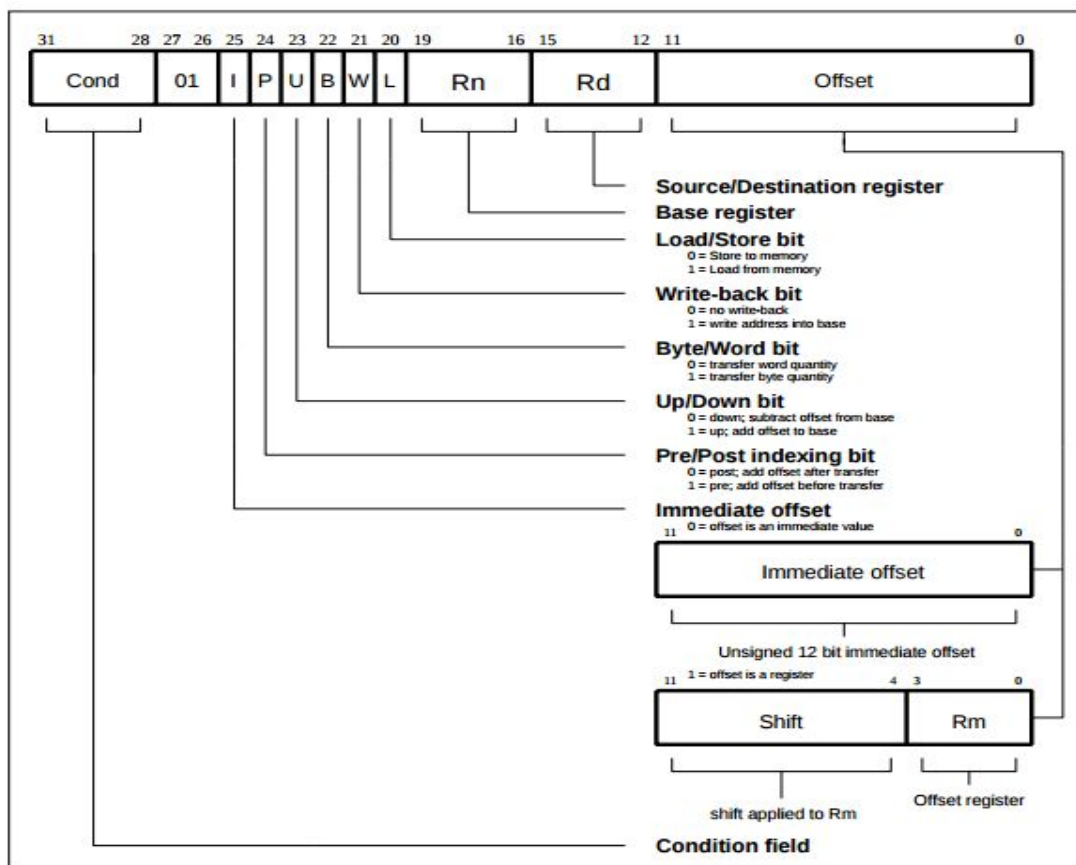 31 28 27 26 25 24 23 22 21 20 19 16 15 12 11 0
Cond 01 I P U B W L Rn Rd Offset
Source/Destination register
Base register
Load/Store bit
0 = Store to memory
1 = Load from memory
Write-back bit
0 = no write-back
1 = write address into base
Byte/Word bit
0 = transfer word quantity
1 = transfer byte quantity
Up/Down bit
0 = down; subtract offset from base
1 = up; add offset to base
Pre/Post indexing bit
0 = post; add offset after transfer
1 = pre; add offset before transfer
Immediate offset
0 = offset is an immediate value
11 0
Immediate offset
Unsigned 12 bit immediate offset
1 = offset is a register
11 4 3 0
Shift Rm
shift applied to Rm Offset register
Condition field